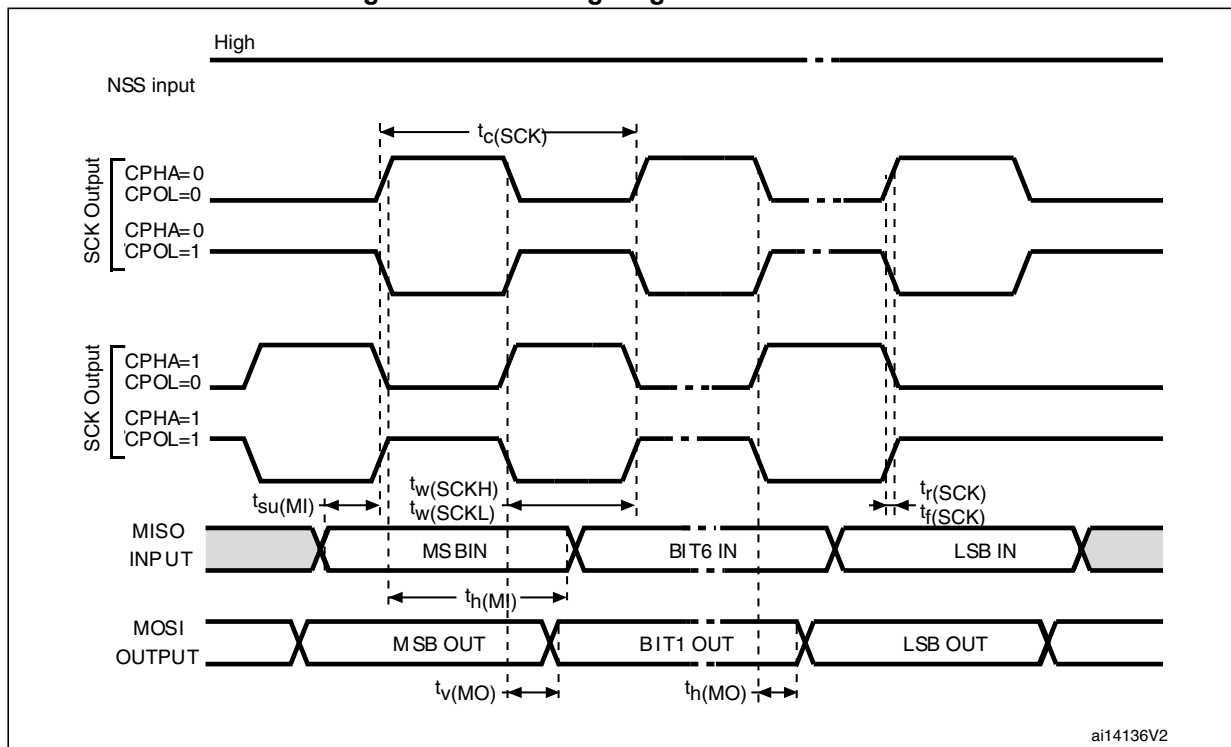 High
NSS input
tc(SCK)
SCK Output
CPHA=0
CPOL=0
CPHA=0
CPOL=1
SCK Output
CPHA=1
CPOL=0
CPHA=1
CPOL=1
tsu(MI)
tw(SCKH)
tw(SCKL)
tr(SCK)
tf(SCK)
MISO
INPUT
MSBIN
BIT6 IN
LSB IN
th(MI)
MOSI
OUTPUT
MSB OUT
BIT1 OUT
LSB OUT
tv(MO)
th(MO)
ai14136V2